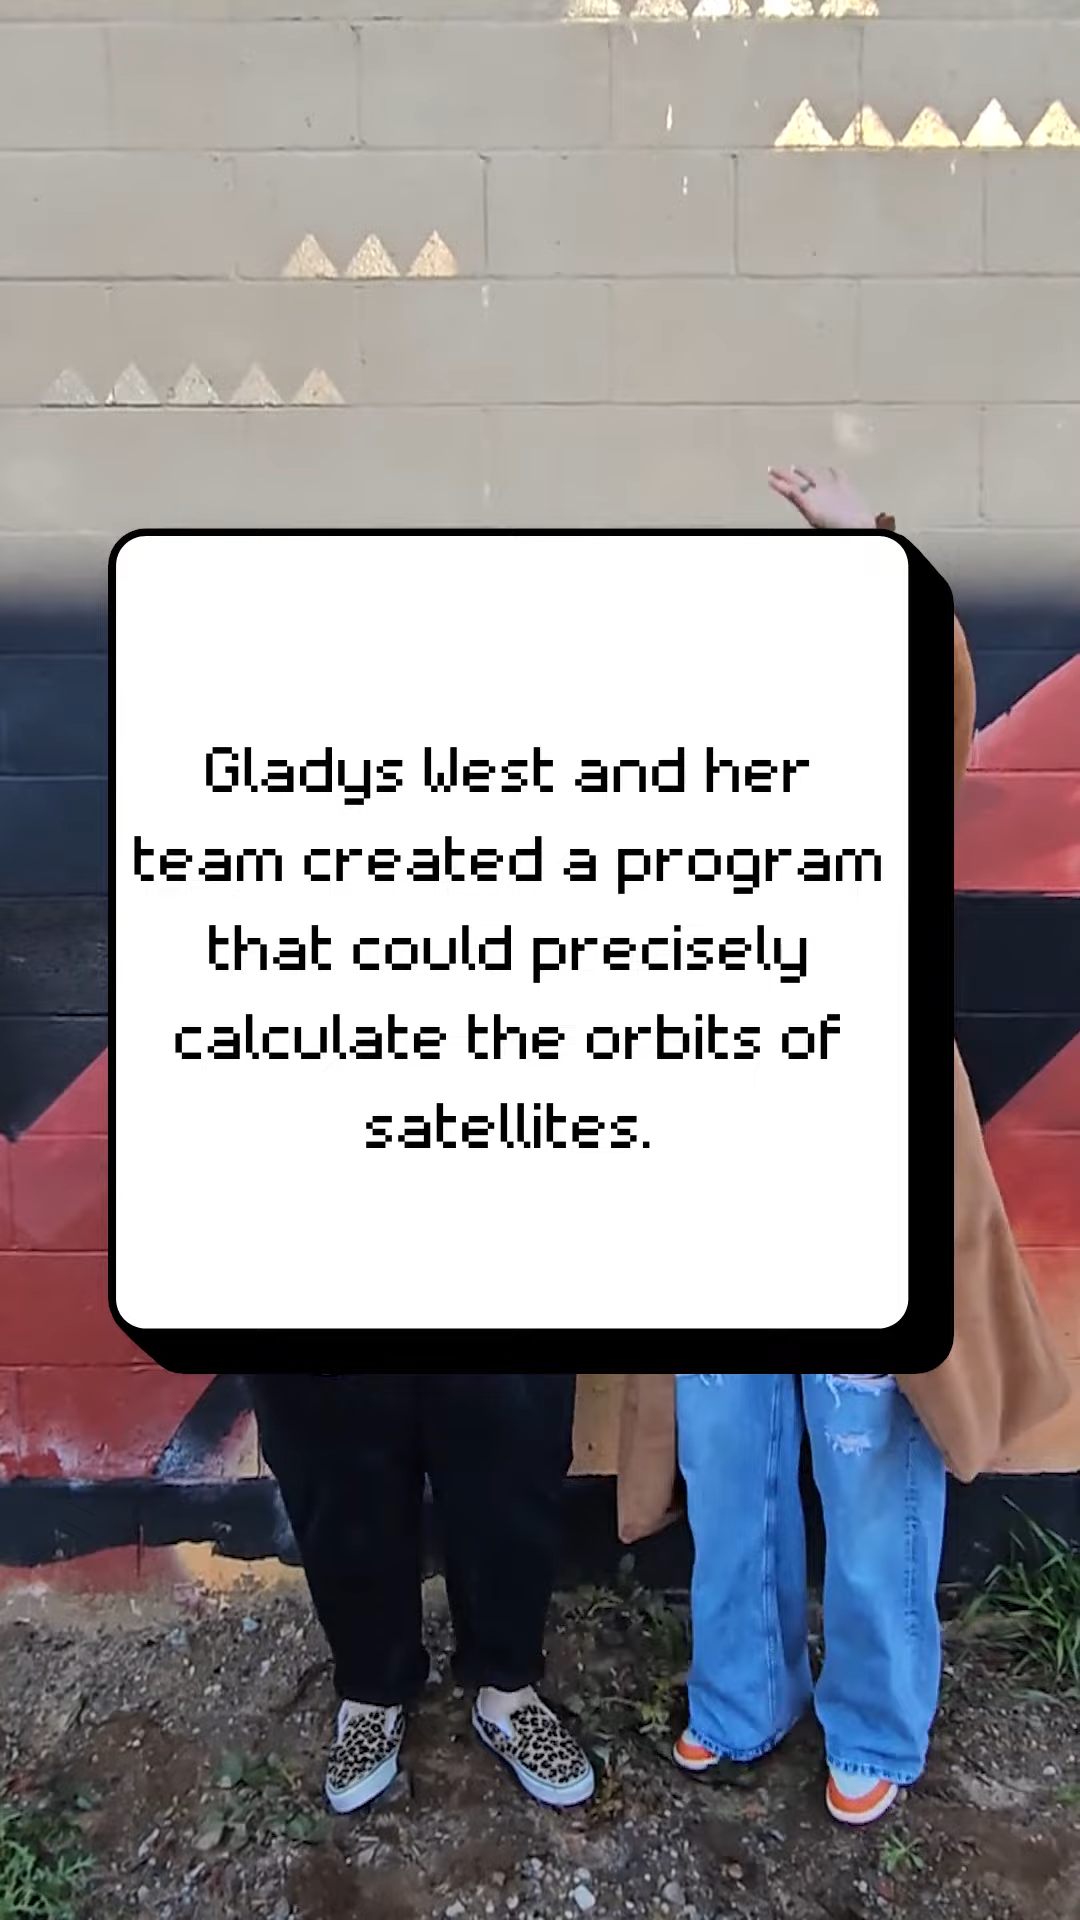 Gladys West and her
team created a program
that could precisely
calculate the orbits of
satellites.